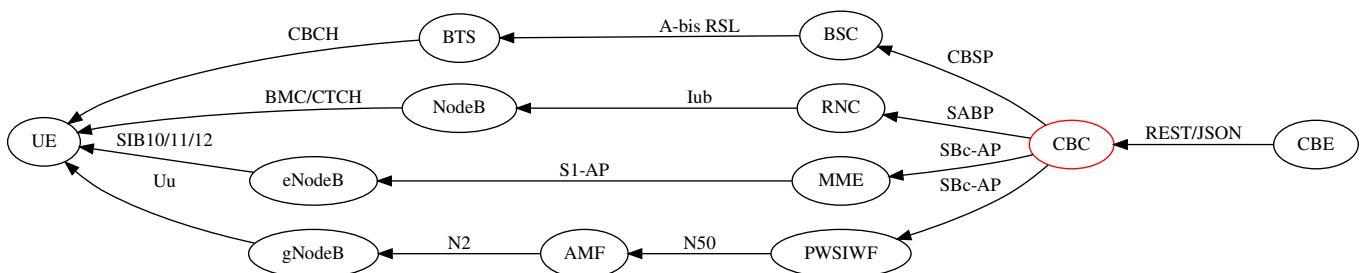 CBCH
BTS
A-bis RSL
BSC
CBSP
BMC/CTCH
NodeB
Iub
RNC
SABP
UE
SIB10/11/12
eNodeB
S1-AP
MME
SBc-AP
CBC
REST/JSON
CBE
Uu
gNodeB
N2
AMF
N50
PWSIWF
SBc-AP